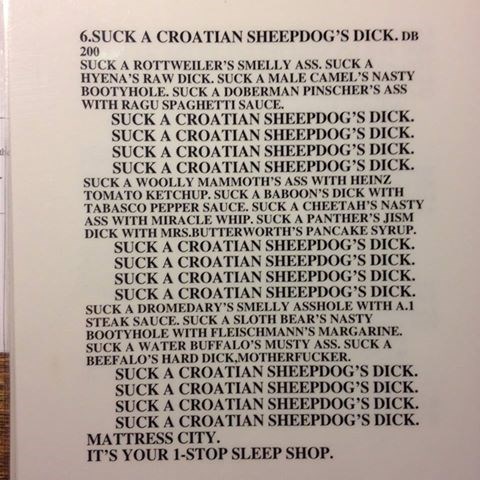 6.SUCK A CROATIAN SHEEPDOG'S DICK. DB
200
SUCK A ROTTWEILER'S SMELLY ASS. SUCK A
HYENA'S RAW DICK. SUCK A MALE CAMEL'S NASTY
BOOTYHOLE. SUCK A DOBERMAN PINSCHER'S ASS
WITH RAGU SPAGHETTI SAUCE.
SUCK A CROATIAN SHEEPDOG'S DICK.
SUCK A CROATIAN SHEEPDOG'S DICK.
SUCK A CROATIAN SHEEPDOG'S DICK.
SUCK A CROATIAN SHEEPDOG'S DICK.
SUCK A WOOLLY MAMMOTH'S ASS WITH HEINZ
TOMATO KETCHUP. SUCK A BABOON'S DICK WITH
TABASCO PEPPER SAUCE. SUCK A CHEETAH'S NASTY
ASS WITH MIRACLE WHIP. SUCK A PANTHER'S JISM
DICK WITH MRS.BUTTERWORTH'S PANCAKE SYRUP.
SUCK A CROATIAN SHEEPDOG'S DICK.
SUCK A CROATIAN SHEEPDOG'S DICK.
SUCK A CROATIAN SHEEPDOG'S DICK.
SUCK A CROATIAN SHEEPDOG'S DICK.
SUCK A DROMEDARY'S SMELLY ASSHOLE WITH A.1
STEAK SAUCE. SUCK A SLOTH BEAR'S NASTY
BOOTYHOLE WITH FLEISCHMANN'S MARGARINE.
SUCK A WATER BUFFALO'S MUSTY ASS. SUCK A
BEEFALO'S HARD DICK,MOTHERFUCKER.
SUCK A CROATIAN SHEEPDOG'S DICK.
SUCK A CROATIAN SHEEPDOG'S DICK.
SUCK A CROATIAN SHEEPDOG'S DICK.
SUCK A CROATIAN SHEEPDOG'S DICK.
MATTRESS CITY.
IT'S YOUR 1-STOP SLEEP SHOP.